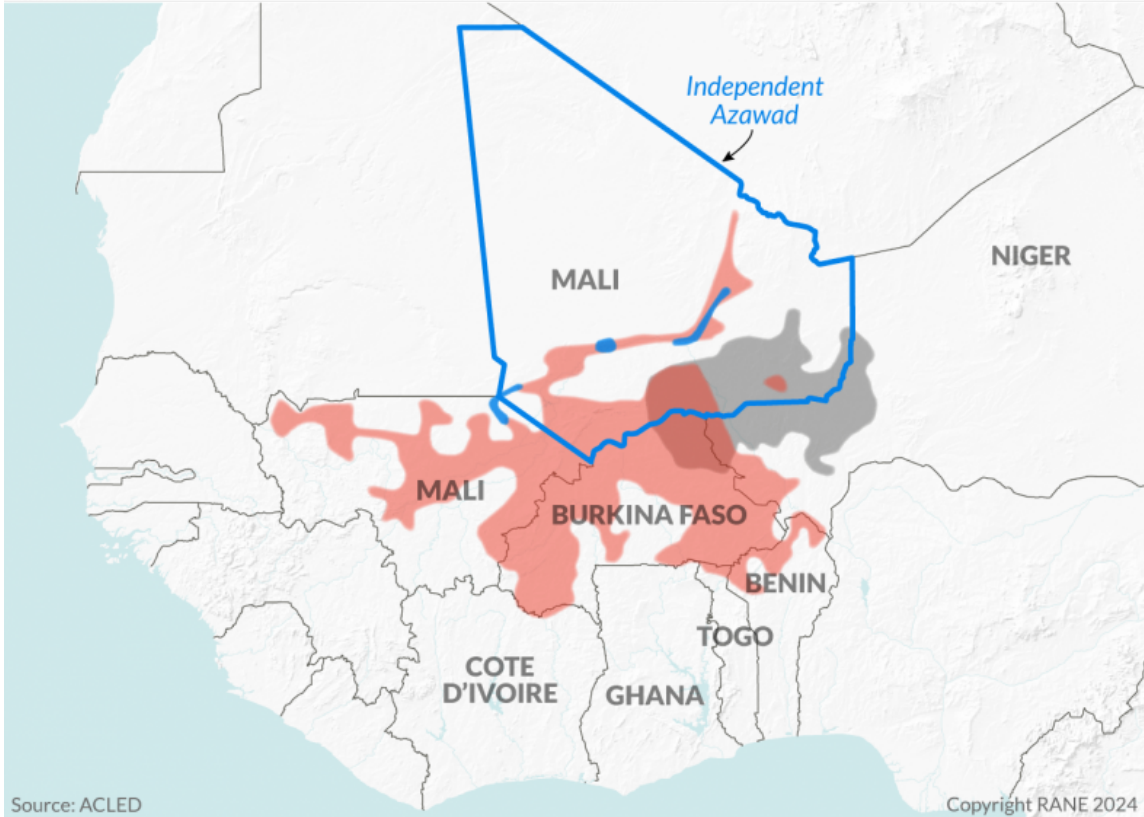 Independent
Azawad
NIGER
MALI
MALI
BURKINA FASO
BENIN
TOGO
COTE
D'IVOIRE
GHANA
Source: ACLED
Copyright RANE 2024